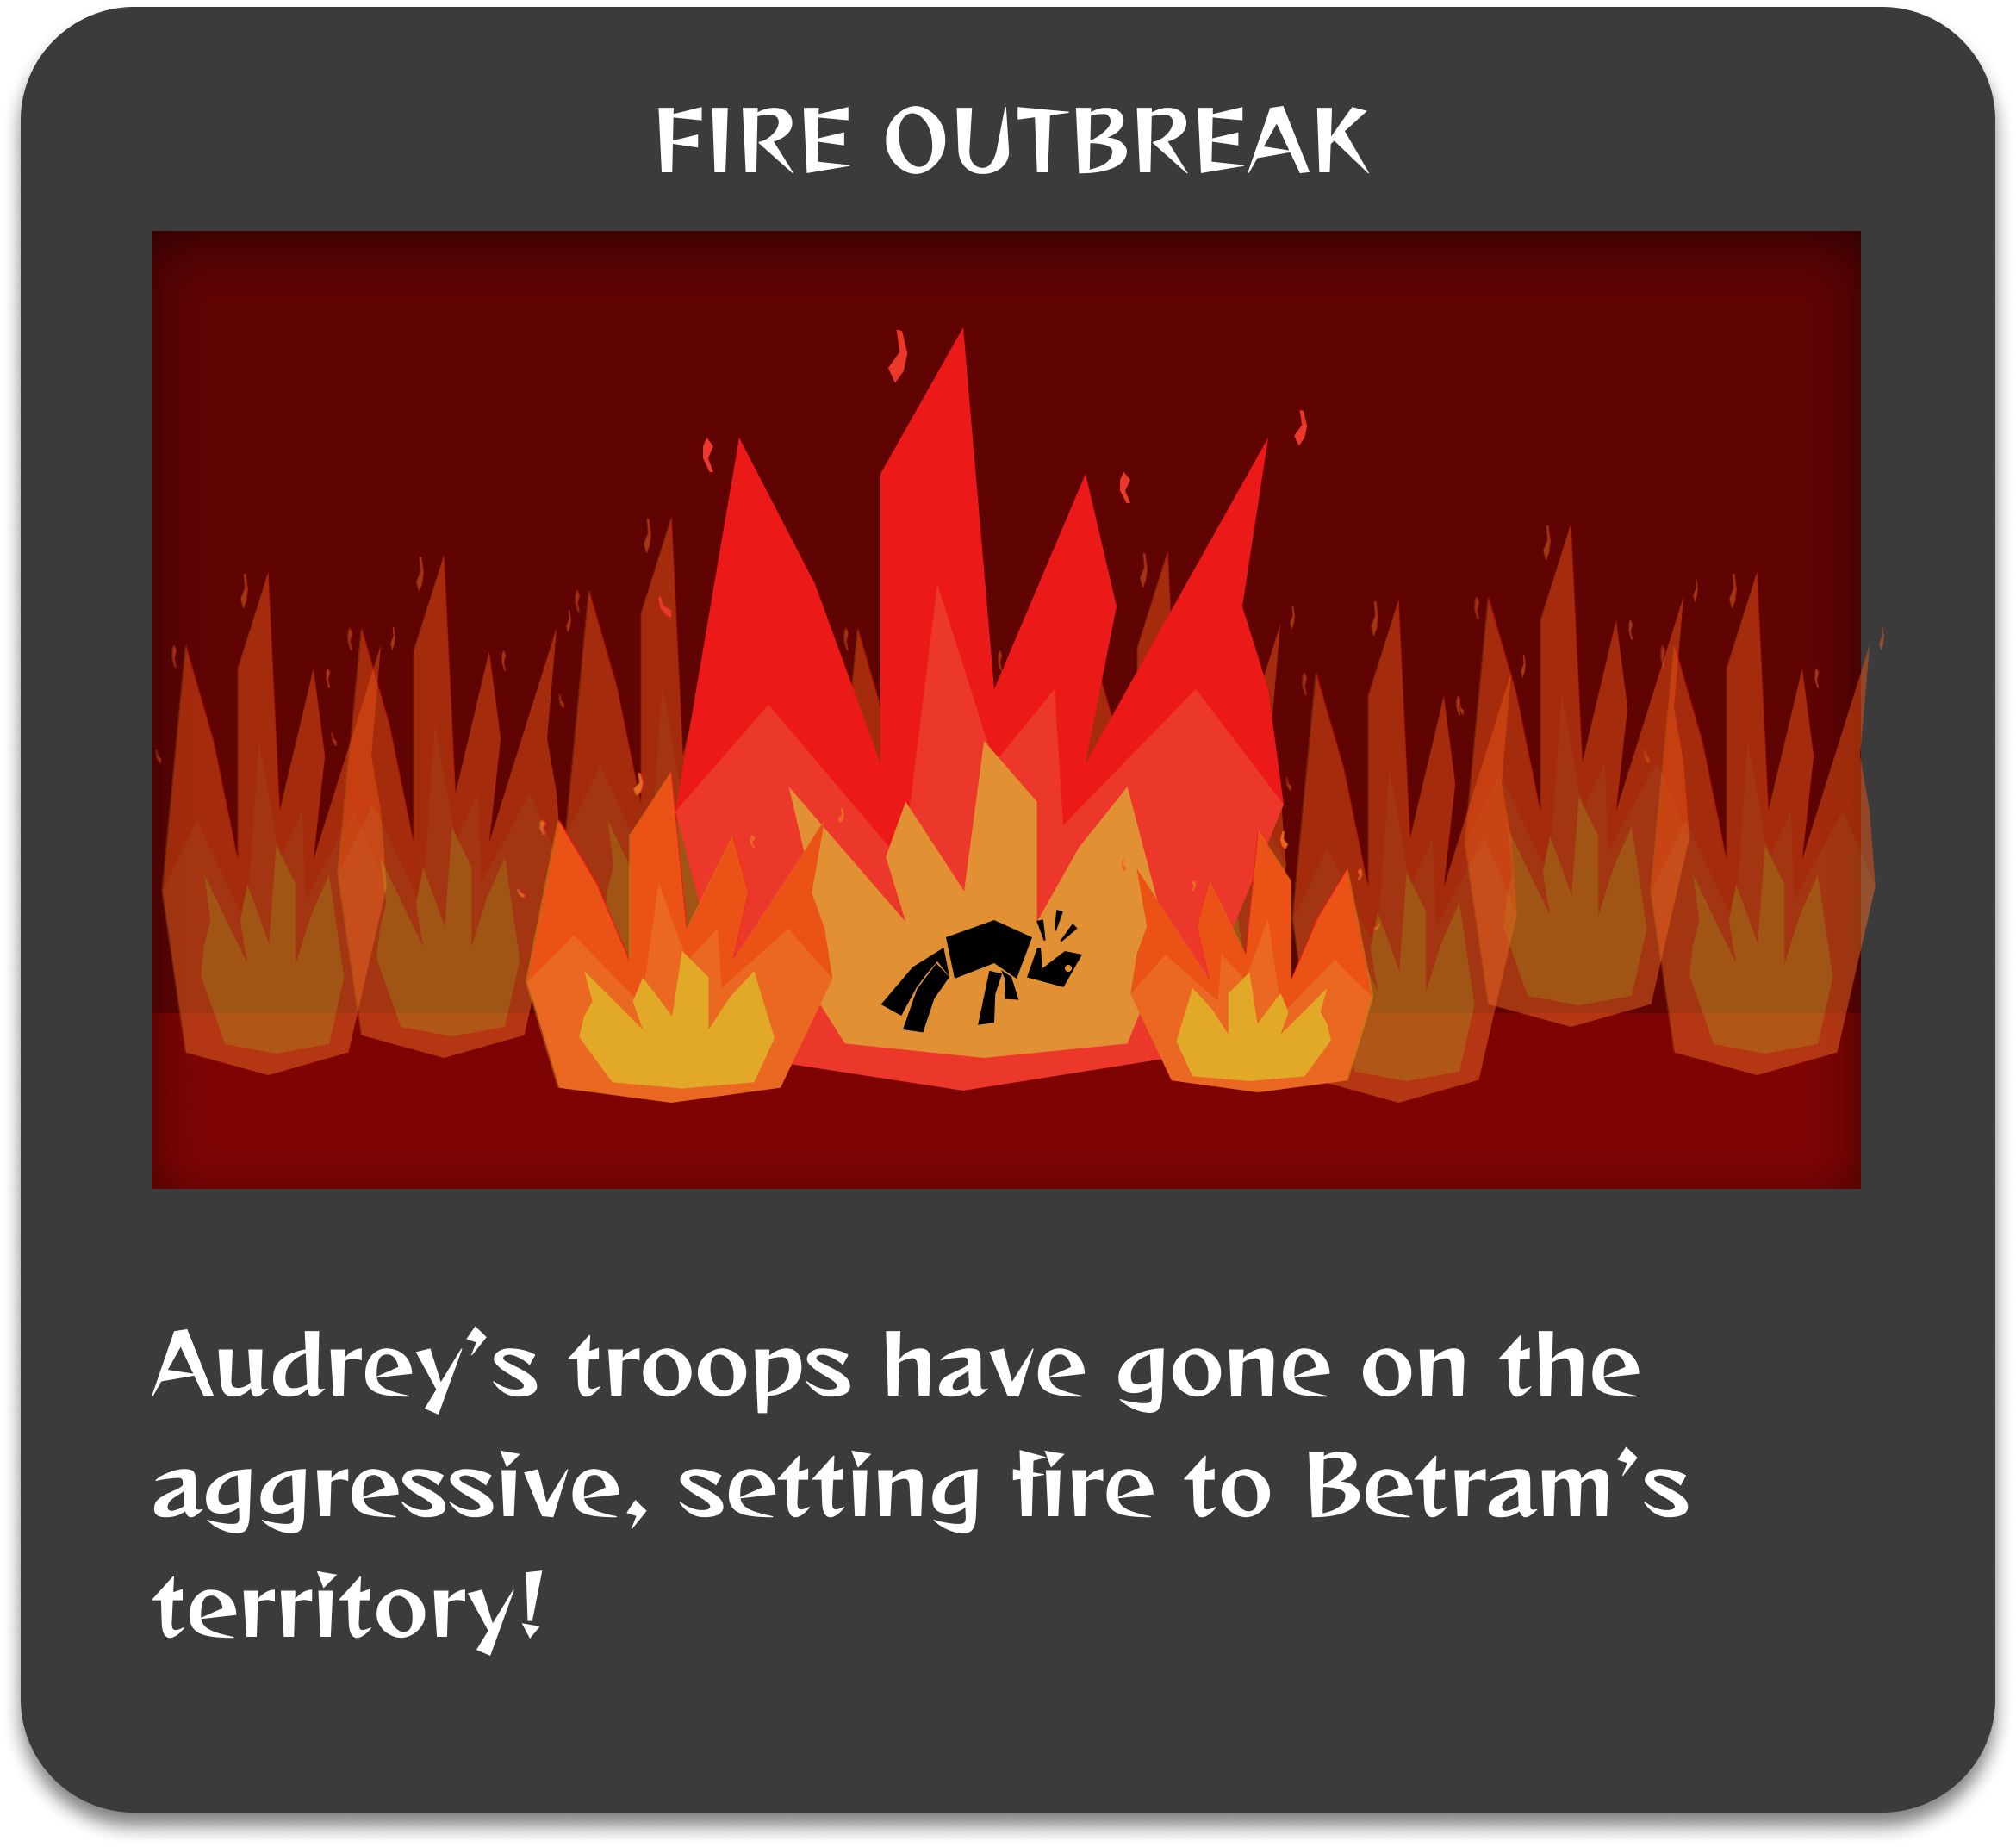 FIRE OUTBREAK
Audrey's troops have gone on the
aggressive, setting fire to Betram's
territory!